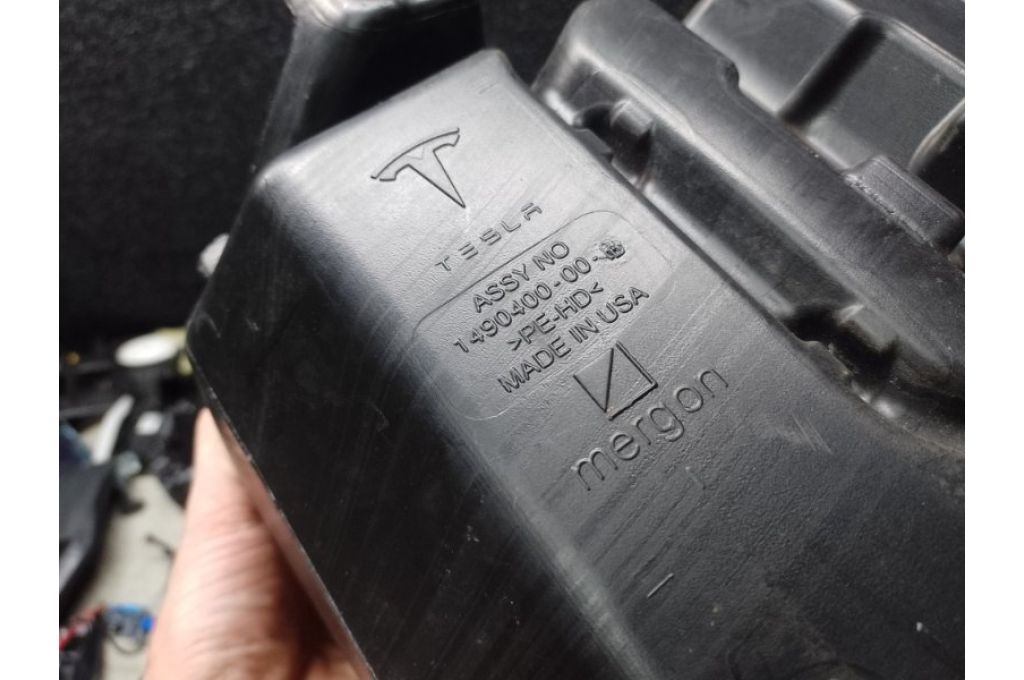 TESLA
ASSY NO
1490400-00-
>PE-HD<
MADE IN USA
mergon